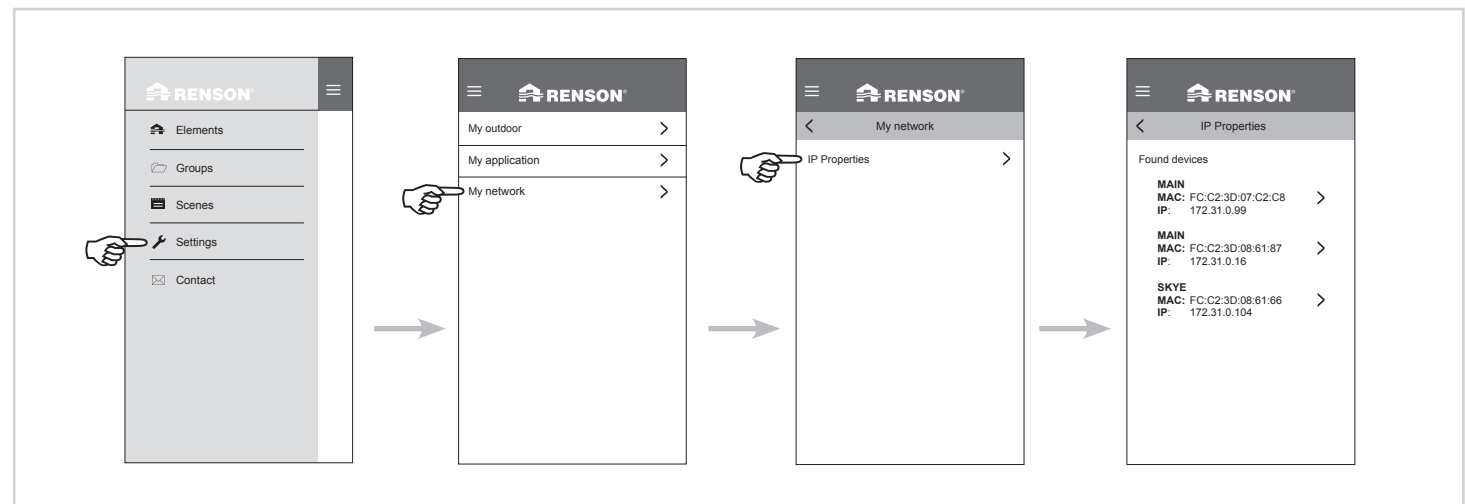 RENSON®
Elements
Groups
Scenes
Settings
Contact
RENSON®
My outdoor
My application
My network
RENSON®
My network
IP Properties
RENSON®
IP Properties
Found devices
MAIN
MAC: FC:C2:3D:07:C2:C8
IP: 172.31.0.99
MAIN
MAC: FC:C2:3D:08:61:87
IP: 172.31.0.16
SKYE
MAC: FC:C2:3D:08:61:66
IP: 172.31.0.104